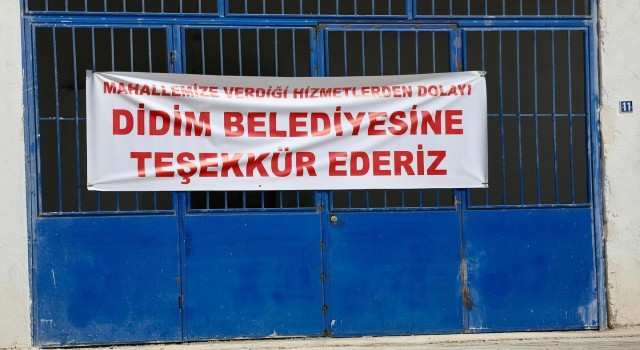 MAHALLEMİZE VERDİĞİ HİZMETLERDEN DOLAYI
DİDİM BELEDİYESİNE
TEŞEKKÜR EDERİZ
11